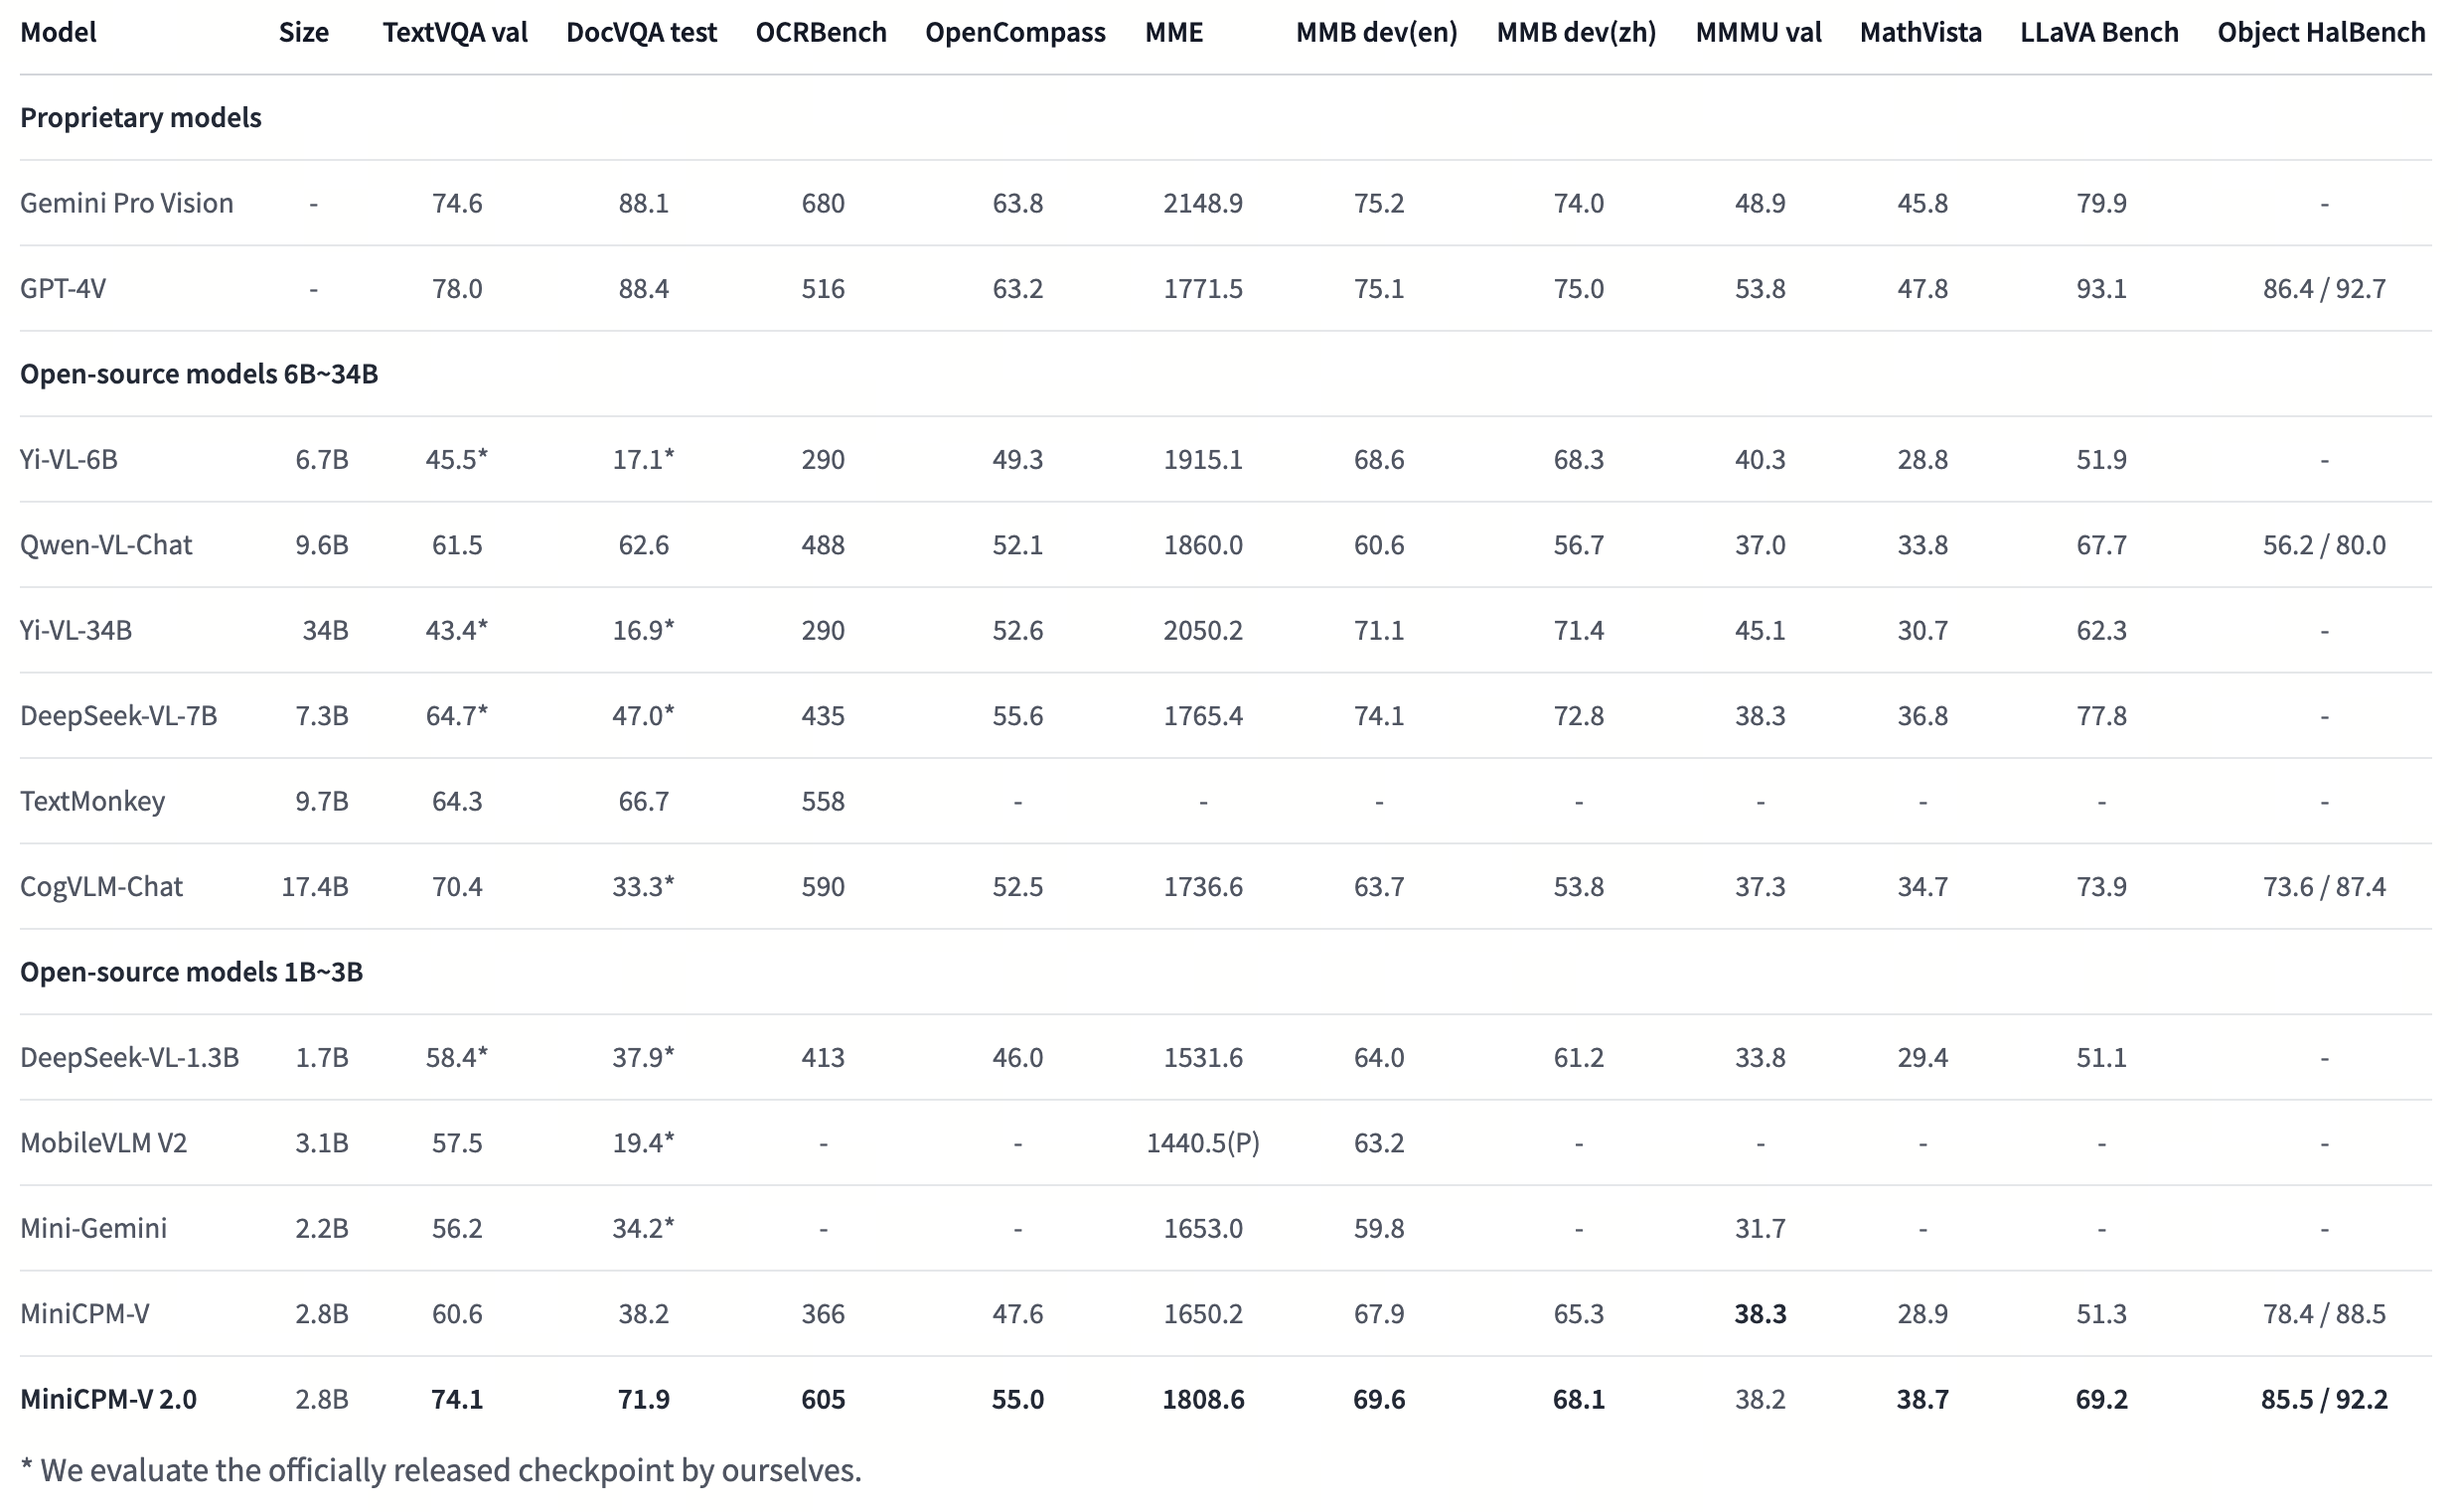 Model Size TextVQA val DocVQA test OCRBench OpenCompass MME MMB dev(en) MMB dev(zh) MMMU val MathVista LLaVA Bench Object HalBench
Proprietary models
Gemini Pro Vision - 74.6 88.1 680 63.8 2148.9 75.2 74.0 48.9 45.8 79.9 -
GPT-4V - 78.0 88.4 516 63.2 1771.5 75.1 75.0 53.8 47.8 93.1 86.4 / 92.7
Open-source models 6B~34B
Yi-VL-6B 6.7B 45.5* 17.1* 290 49.3 1915.1 68.6 68.3 40.3 28.8 51.9 -
Qwen-VL-Chat 9.6B 61.5 62.6 488 52.1 1860.0 60.6 56.7 37.0 33.8 67.7 56.2 / 80.0
Yi-VL-34B 34B 43.4* 16.9* 290 52.6 2050.2 71.1 71.4 45.1 30.7 62.3 -
DeepSeek-VL-7B 7.3B 64.7* 47.0* 435 55.6 1765.4 74.1 72.8 38.3 36.8 77.8 -
TextMonkey 9.7B 64.3 66.7 558 - - - - - - - -
CogVLM-Chat 17.4B 70.4 33.3* 590 52.5 1736.6 63.7 53.8 37.3 34.7 73.9 73.6 / 87.4
Open-source models 1B~3B
DeepSeek-VL-1.3B 1.7B 58.4* 37.9* 413 46.0 1531.6 64.0 61.2 33.8 29.4 51.1 -
MobileVLM V2 3.1B 57.5 19.4* - - 1440.5(P) 63.2 - - - - -
Mini-Gemini 2.2B 56.2 34.2* - - 1653.0 59.8 - 31.7 - - -
MiniCPM-V 2.8B 60.6 38.2 366 47.6 1650.2 67.9 65.3 38.3 28.9 51.3 78.4 / 88.5
MiniCPM-V 2.0 2.8B 74.1 71.9 605 55.0 1808.6 69.6 68.1 38.2 38.7 69.2 85.5 / 92.2
* We evaluate the officially released checkpoint by ourselves.